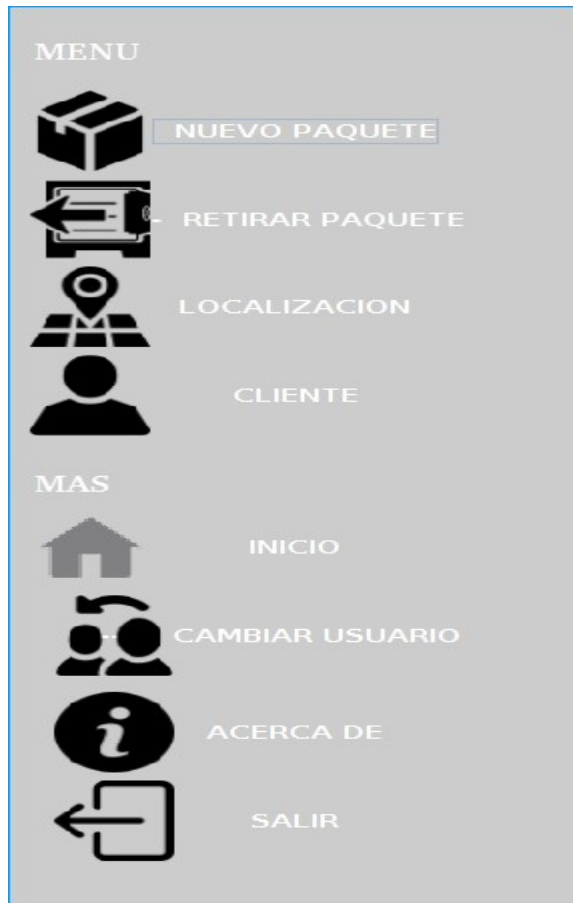 MENU
NUEVO PAQUETE
RETIRAR PAQUETE
LOCALIZACION
CLIENTE
MAS
INICIO
CAMBIAR USUARIO
ACERCA DE
SALIR